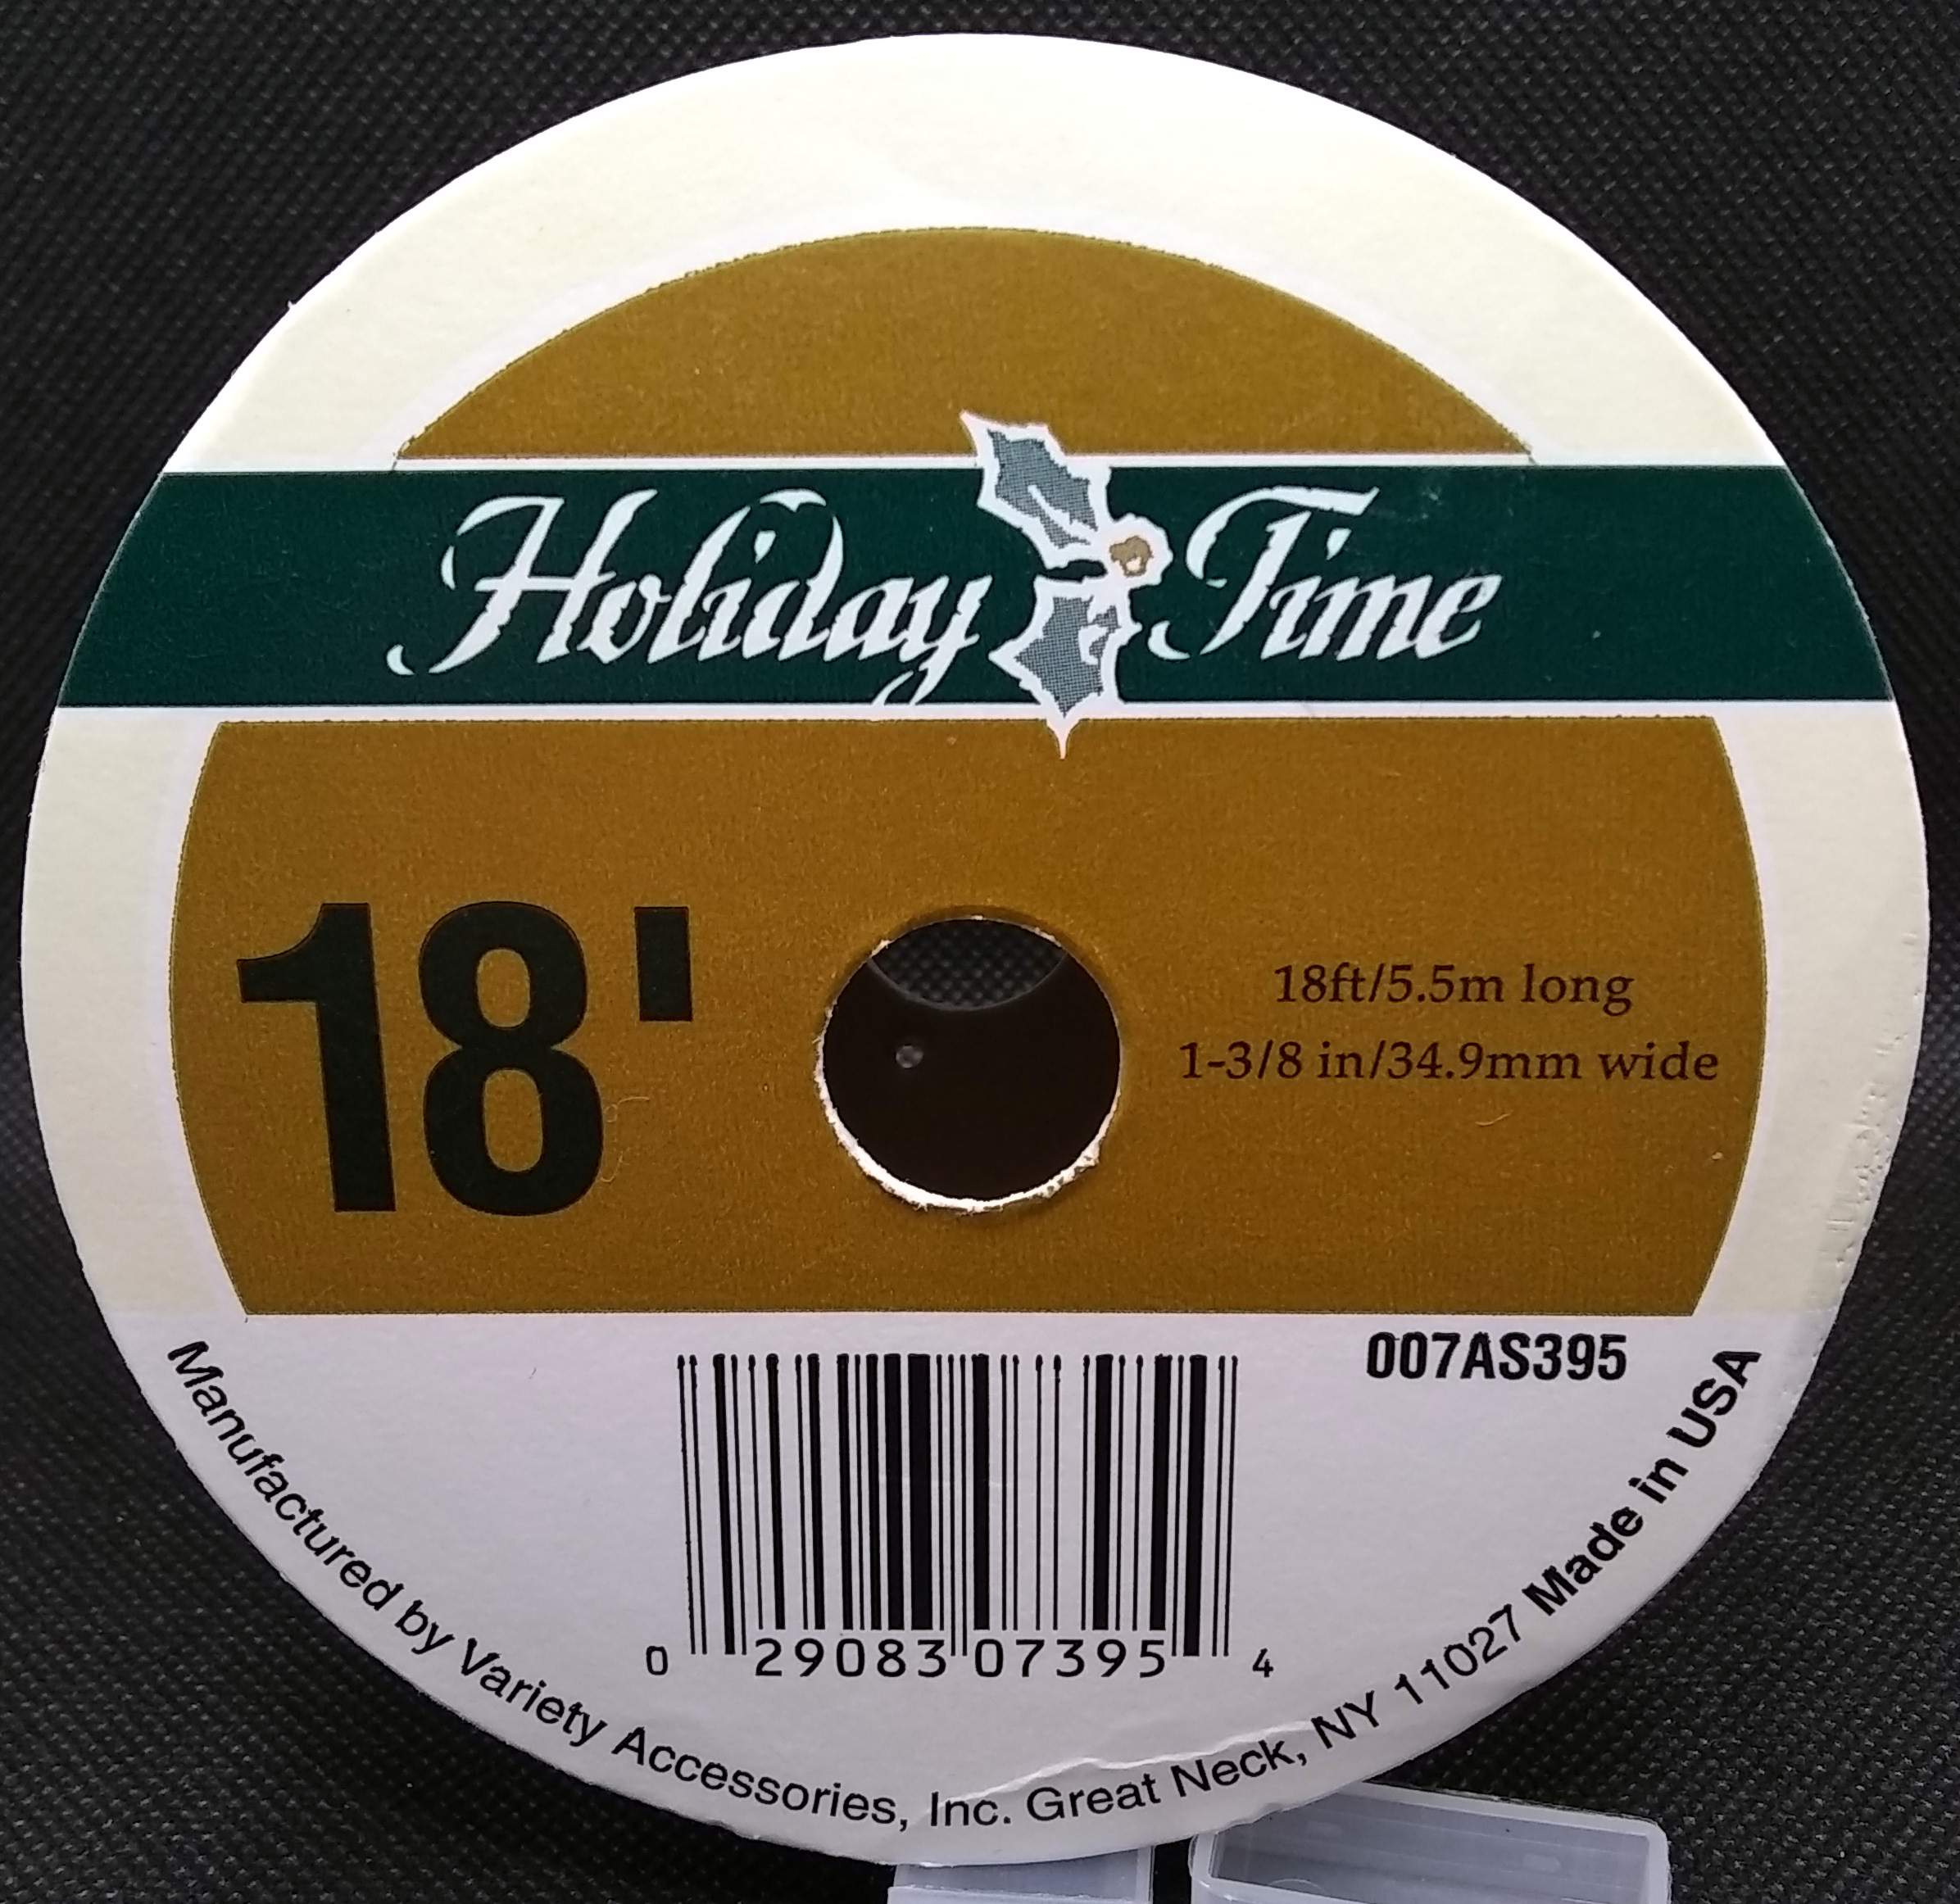 Holiday Time
18'
18ft/5.5m long
1-3/8 in/34.9mm wide
007AS395
0 29083 07395 4
Manufactured by Variety Accessories, Inc. Great Neck, NY 11027 Made in USA